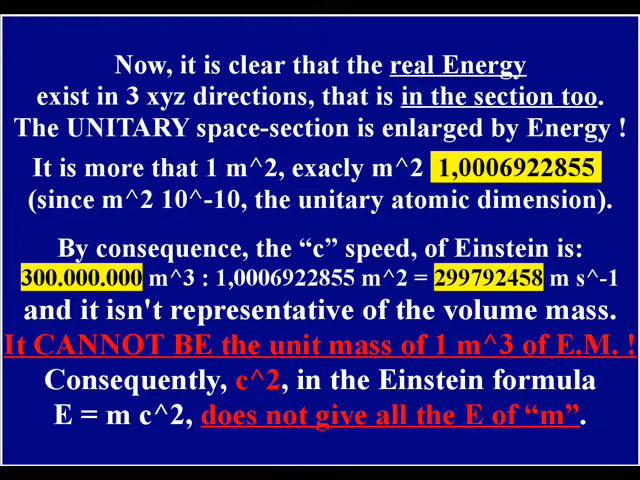 Now, it is clear that the real Energy
exist in 3 xyz directions, that is in the section too.
The UNITARY space-section is enlarged by Energy !
It is more that 1 m^2, exacly m^2 1,0006922855
(since m^2 10^-10, the unitary atomic dimension).
By consequence, the “c” speed, of Einstein is:
300.000.000 m^3 : 1,0006922855 m^2 = 299792458 m s^-1
and it isn't representative of the volume mass.
It CANNOT BE the unit mass of 1 m^3 of E.M. !
Consequently, c^2, in the Einstein formula
E = m c^2, does not give all the E of “m”.